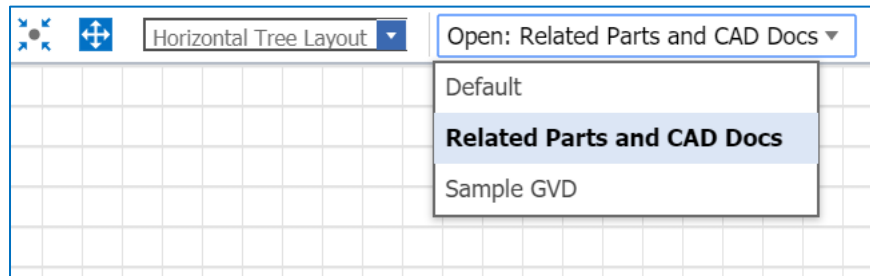 Horizontal Tree Layout
Open: Related Parts and CAD Docs
Default
Related Parts and CAD Docs
Sample GVD